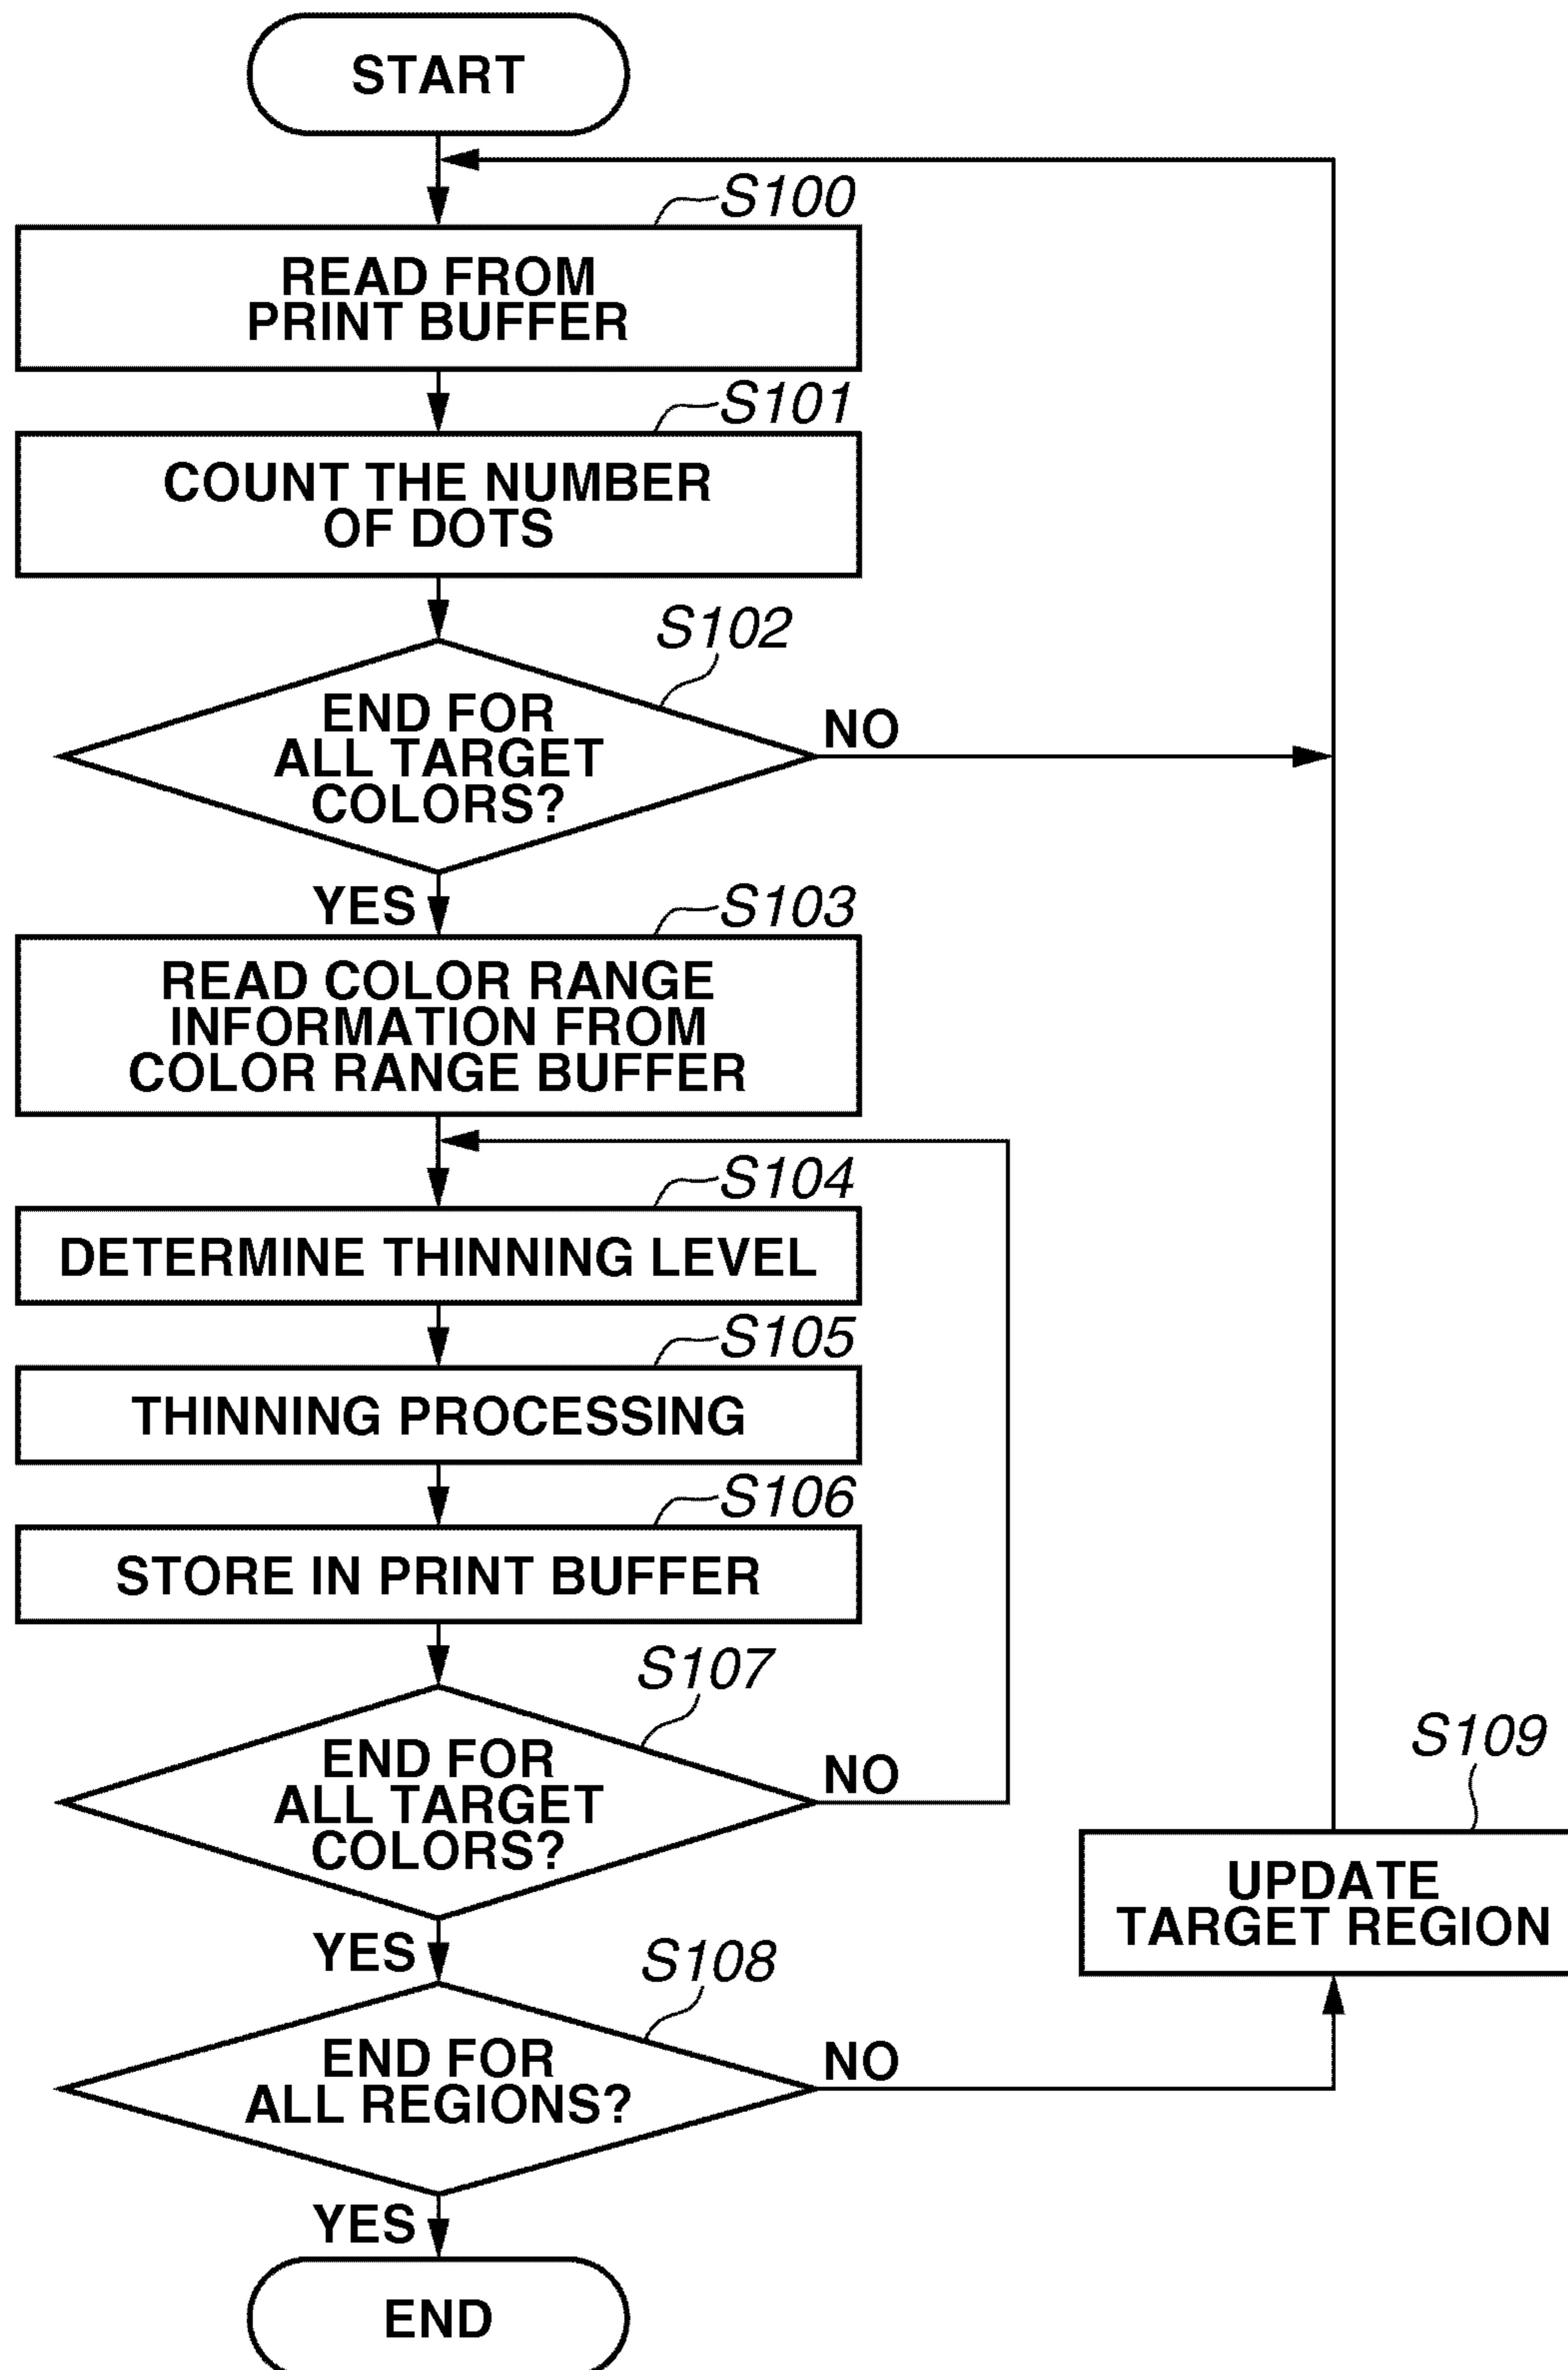 START
S100
READ FROM
PRINT BUFFER
S101
COUNT THE NUMBER
OF DOTS
S102
END FOR
ALL TARGET
COLORS?
NO
YES
S103
READ COLOR RANGE
INFORMATION FROM
COLOR RANGE BUFFER
S104
DETERMINE THINNING LEVEL
S105
THINNING PROCESSING
S106
STORE IN PRINT BUFFER
S107
END FOR
ALL TARGET
COLORS?
NO
S109
UPDATE
TARGET REGION
YES
S108
END FOR
ALL REGIONS?
NO
YES
END